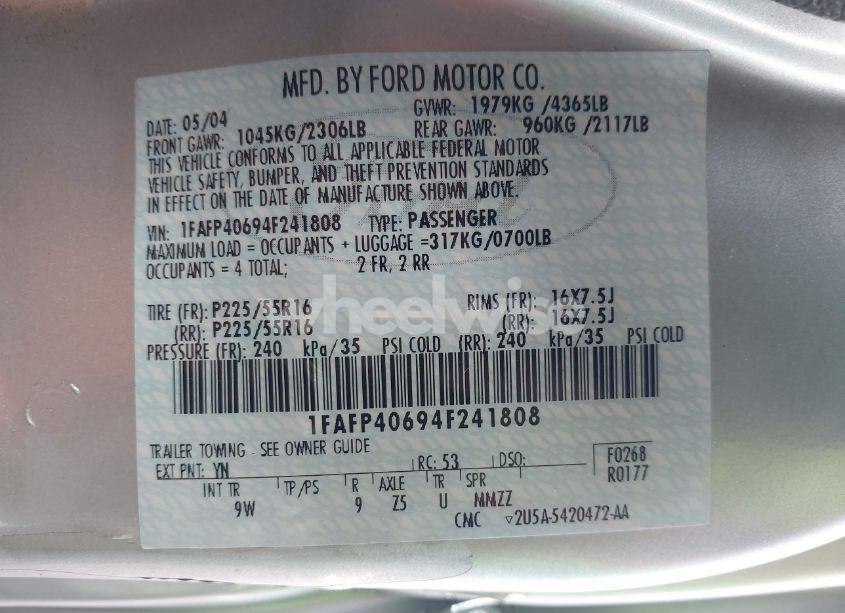 MFD. BY FORD MOTOR CO.
DATE: 05/04 GVWR: 1979KG /4365LB
FRONT GAWR: 1045KG/2306LB REAR GAWR: 960KG /2117LB
THIS VEHICLE CONFORMS TO ALL APPLICABLE FEDERAL MOTOR
VEHICLE SAFETY, BUMPER, AND THEFT PREVENTION STANDARDS
IN EFFECT ON THE DATE OF MANUFACTURE SHOWN ABOVE.
VIN: 1FAFP40694F241808 TYPE: PASSENGER
MAXIMUM LOAD = OCCUPANTS + LUGGAGE =317KG/0700LB
OCCUPANTS = 4 TOTAL; 2 FR, 2 RR
wheelwise
TIRE (FR): P225/55R16 RIMS (FR): 16X7.5J
(RR): P225/55R16 (RR): 16X7.5J
PRESSURE (FR): 240 kPa/35 PSI COLD (RR): 240 kPa/35 PSI COLD
1FAFP40694F241808
TRAILER TOWING - SEE OWNER GUIDE
EXT PNT: YN RC: 53 DSO: F0268
R0177
INT TR TP/PS R AXLE TR SPR
9W 9 Z5 U MMZZ
CMC ▽2U5A-5420472-AA